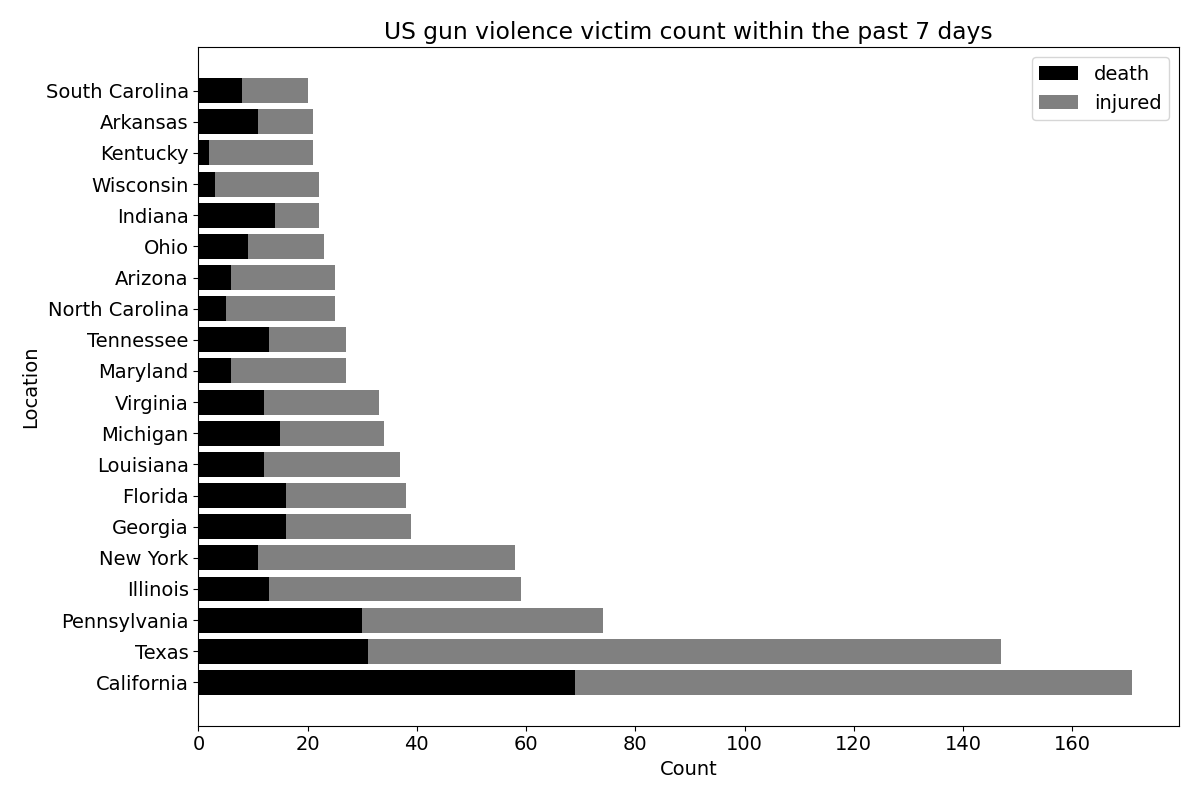 US gun violence victim count within the past 7 days
death
injured
South Carolina
Arkansas
Kentucky
Wisconsin
Indiana
Ohio
Arizona
North Carolina
Tennessee
Maryland
Virginia
Michigan
Louisiana
Florida
Georgia
New York
Illinois
Pennsylvania
Texas
California
Location
0 20 40 60 80 100 120 140 160
Count